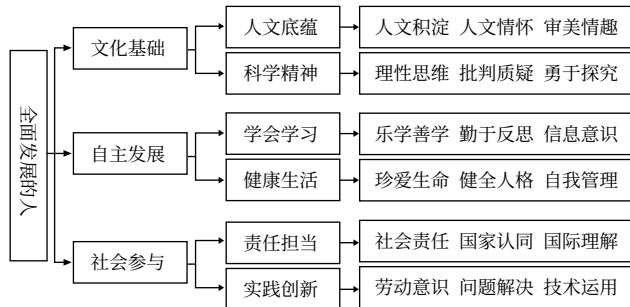 全面发展的人
文化基础
人文底蕴
人文积淀 人文情怀 审美情趣
科学精神
理性思维 批判质疑 勇于探究
自主发展
学会学习
乐学善学 勤于反思 信息意识
健康生活
珍爱生命 健全人格 自我管理
社会参与
责任担当
社会责任 国家认同 国际理解
实践创新
劳动意识 问题解决 技术运用